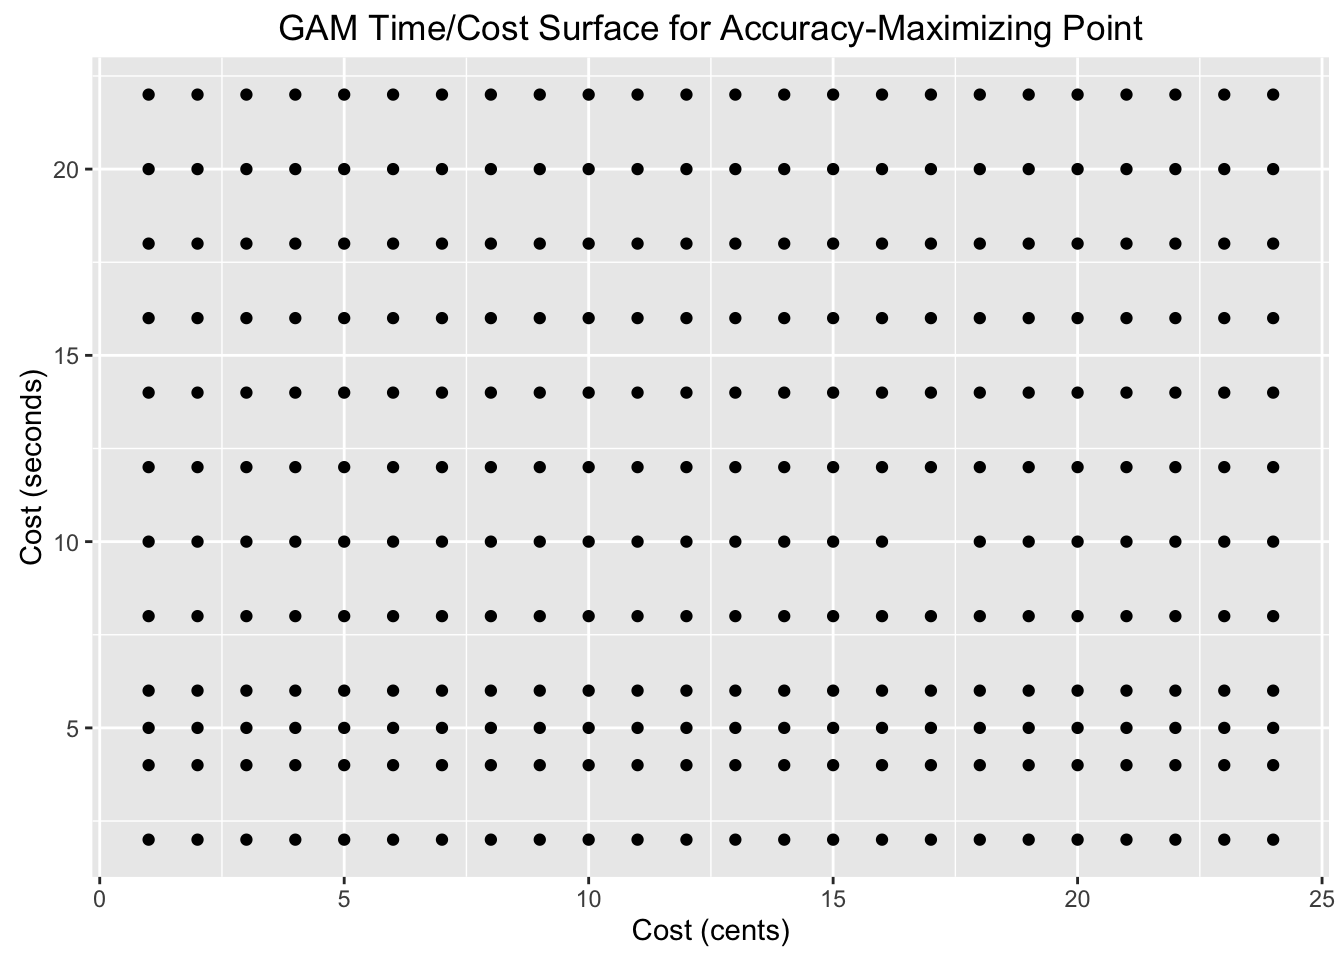 GAM Time/Cost Surface for Accuracy-Maximizing Point
20
15
10
5
Cost (seconds)
0 5 10 15 20 25
Cost (cents)